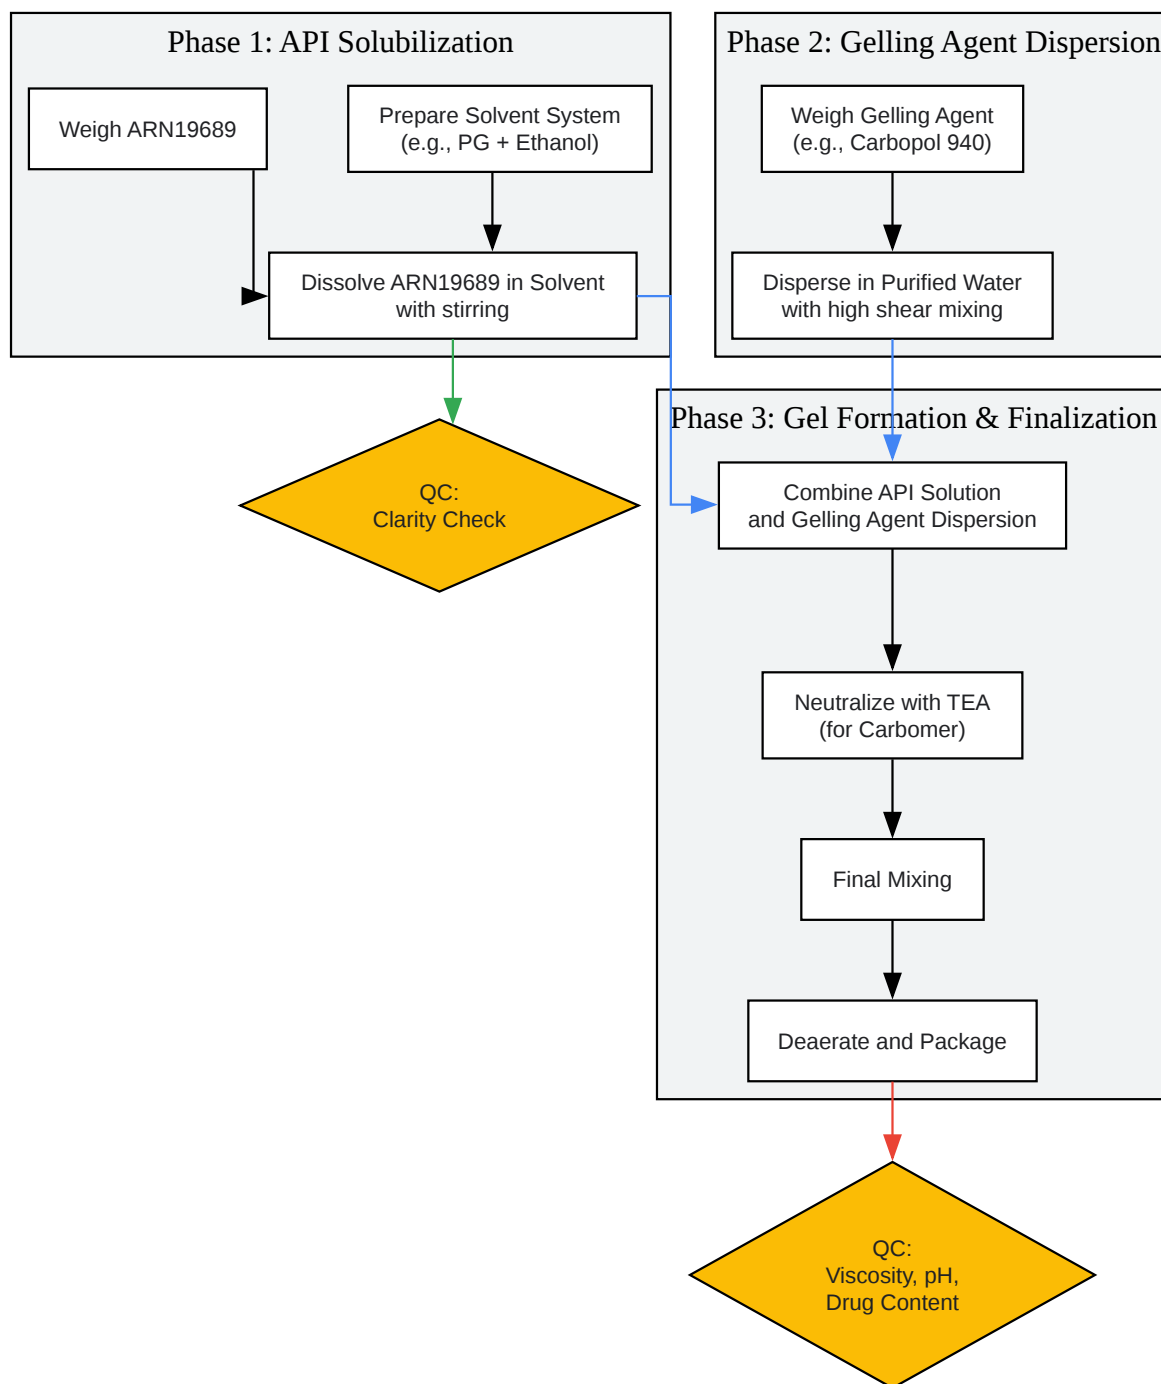 Phase 1: API Solubilization
Weigh ARN19689
Prepare Solvent System
(e.g., PG + Ethanol)
Dissolve ARN19689 in Solvent
with stirring
QC:
Clarity Check
Phase 2: Gelling Agent Dispersion
Weigh Gelling Agent
(e.g., Carbopol 940)
Disperse in Purified Water
with high shear mixing
Phase 3: Gel Formation & Finalization
Combine API Solution
and Gelling Agent Dispersion
Neutralize with TEA
(for Carbomer)
Final Mixing
Deaerate and Package
QC:
Viscosity, pH,
Drug Content